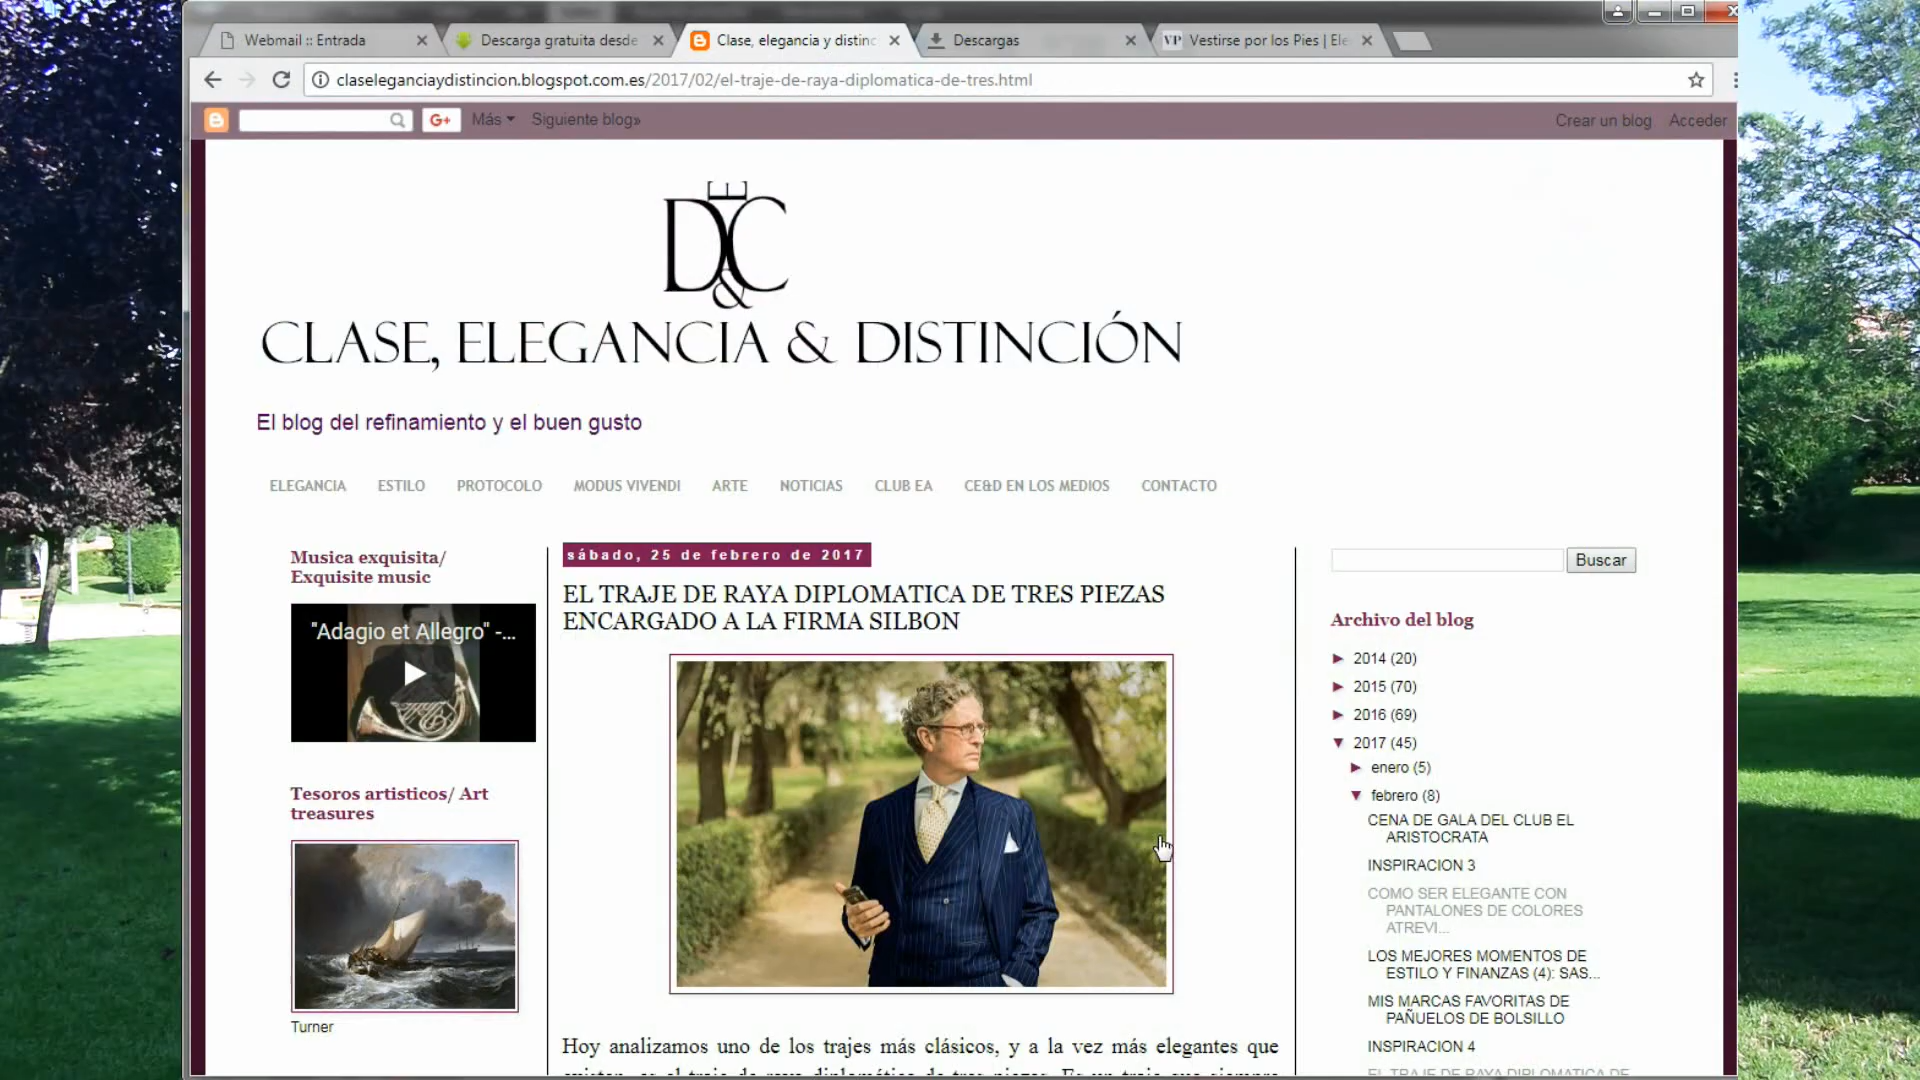 Webmail :: Entrada
Descarga gratuita desde
Clase, elegancia y distinc
Descargas
VP Vestirse por los Pies | Ele
claseleganciaydistincion.blogspot.com.es/2017/02/el-traje-de-raya-diplomatica-de-tres.html
G+ Más Siguiente blog» Crear un blog Acceder
E
D&C
CLASE, ELEGANCIA & DISTINCIÓN
El blog del refinamiento y el buen gusto
ELEGANCIA ESTILO PROTOCOLO MODUS VIVENDI ARTE NOTICIAS CLUB EA CE&D EN LOS MEDIOS CONTACTO
Musica exquisita/
Exquisite music
"Adagio et Allegro" -...
Tesoros artisticos/ Art
treasures
Turner
sábado, 25 de febrero de 2017
EL TRAJE DE RAYA DIPLOMATICA DE TRES PIEZAS
ENCARGADO A LA FIRMA SILBON
Hoy analizamos uno de los trajes más clásicos, y a la vez más elegantes que
Buscar
Archivo del blog
► 2014 (20)
► 2015 (70)
► 2016 (69)
▼ 2017 (45)
► enero (5)
▼ febrero (8)
CENA DE GALA DEL CLUB EL
ARISTOCRATA
INSPIRACION 3
COMO SER ELEGANTE CON
PANTALONES DE COLORES
ATREVI...
LOS MEJORES MOMENTOS DE
ESTILO Y FINANZAS (4): SAS...
MIS MARCAS FAVORITAS DE
PAÑUELOS DE BOLSILLO
INSPIRACION 4
EL TRAJE DE RAYA DIPLOMATICA DE